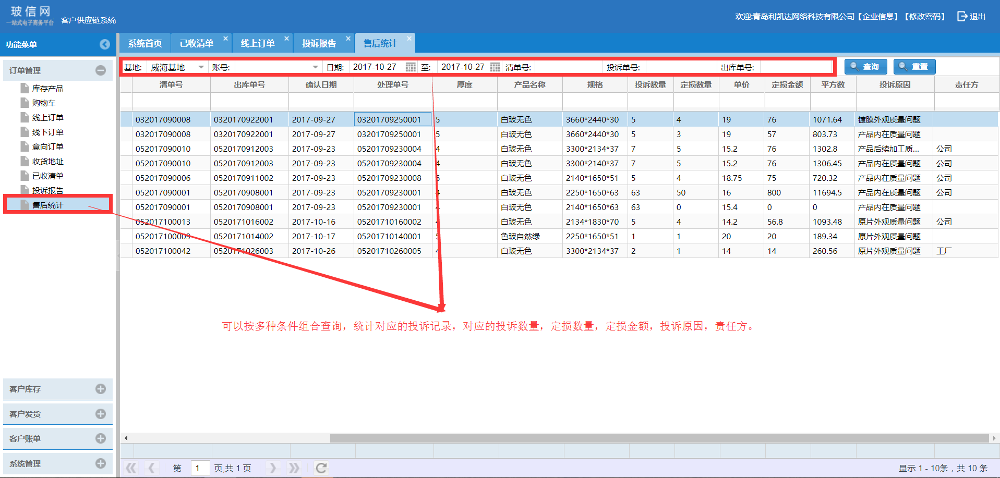 玻信网
一站式电子商务平台
客户供应链系统
欢迎:青岛利凯达网络科技有限公司【企业信息】【修改密码】 退出
功能菜单
系统首页 已收清单 线上订单 投诉报告 售后统计
订单管理
库存产品
购物车
线上订单
线下订单
意向订单
收货地址
已收清单
投诉报告
售后统计
客户库存
客户发货
客户账单
系统管理
基地: 威海基地 账号: 日期: 2017-10-27 至: 2017-10-27 清单号: 投诉单号: 出库单号: 查询 重置
清单号 出库单号 确认日期 处理单号 厚度 产品名称 规格 投诉数量 定损数量 单价 定损金额 平方数 投诉原因 责任方
032017090008 0320170922001 2017-09-27 03201709250001 5 白玻无色 3660*2440*30 5 4 19 76 1071.64 镀膜外观质量问题
032017090008 0320170922001 2017-09-27 03201709250001 5 白玻无色 3660*2440*30 5 3 19 57 803.73 产品内在质量问题
052017090010 0520170912003 2017-09-23 05201709230004 4 白玻无色 3300*2134*37 7 5 15.2 76 1302.8 产品后续加工质... 公司
052017090010 0520170912003 2017-09-23 05201709230004 4 白玻无色 3300*2140*37 7 5 15.2 76 1306.45 产品内在质量问题 公司
052017090006 0520170911002 2017-09-23 05201709230008 5 白玻无色 2140*1650*51 5 4 18.75 75 720.32 产品内在质量问题 公司
052017090001 0520170908001 2017-09-23 05201709230001 4 白玻无色 2250*1650*63 63 50 16 800 11694.5 产品内在质量问题 公司
052017090001 0520170908001 2017-09-23 05201709230001 4 白玻无色 2140*1650*63 63 0 15.4 0 0 产品内在质量问题
052017100013 0520171016002 2017-10-16 05201710160002 4 白玻无色 2134*1830*70 5 4 14.2 56.8 1093.48 原片外观质量问题 公司
052017100009 0520171014002 2017-10-17 05201710140001 5 色玻自然绿 2250*1650*51 1 1 20 20 189.34 原片外观质量问题
052017100042 0520171026003 2017-10-26 05201710260005 4 白玻无色 3300*2134*37 2 1 14 14 260.56 原片外观质量问题 工厂
可以按多种条件组合查询，统计对应的投诉记录，对应的投诉数量，定损数量，定损金额，投诉原因，责任方。
第 1 页,共 1 页
显示 1 - 10条，共 10 条